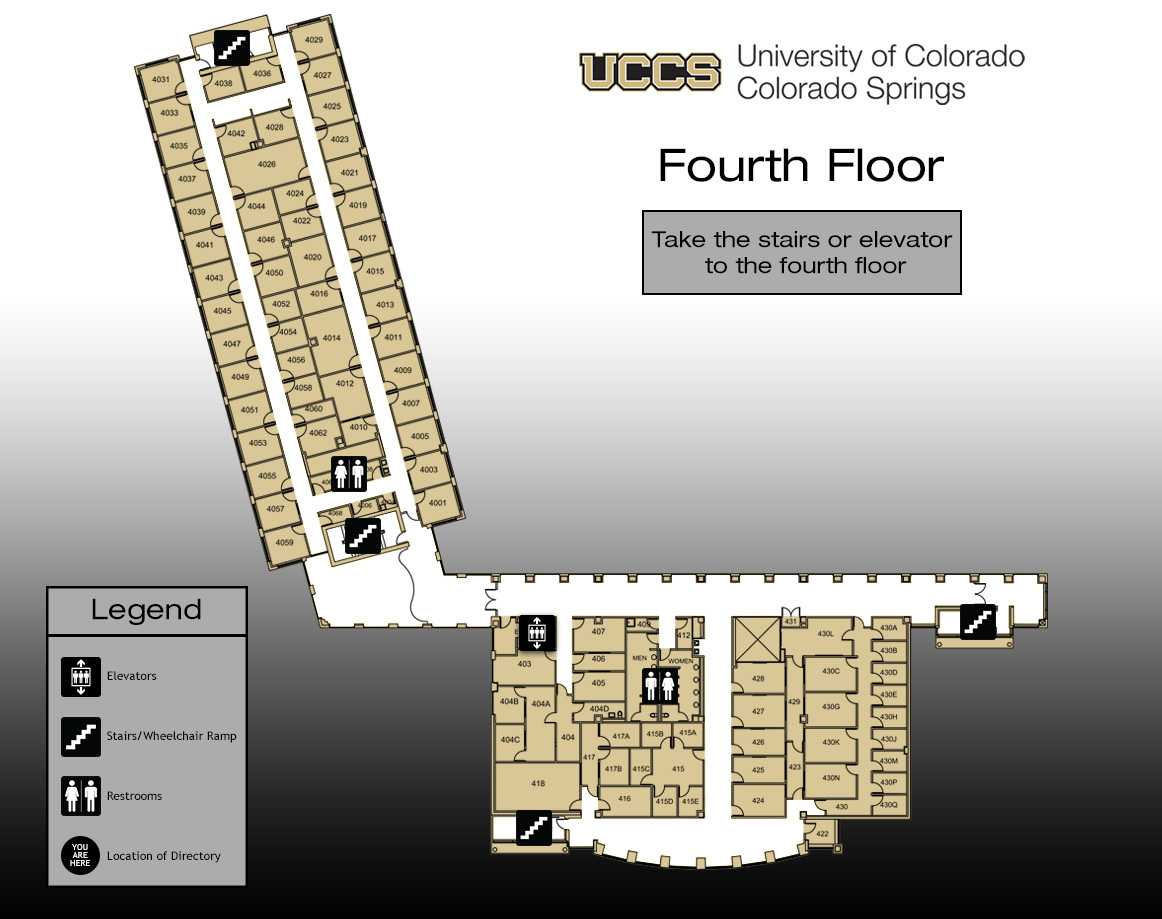 UCCS
University of Colorado
Colorado Springs
Fourth Floor
Take the stairs or elevator
to the fourth floor
4029
4031
4038
4036
4027
4033
4025
4042
4028
4035
4023
4026
4037
4021
4024
4039
4044
4019
4022
4041
4046
4017
4020
4043
4050
4015
4016
4045
4052
4013
4047
4054
4014
4011
4049
4056
4012
4009
4051
4058
4007
4060
4010
4053
4062
4005
4055
4003
4057
4068
4006
4001
4059
Legend
Elevators
Stairs/Wheelchair Ramp
Restrooms
YOU
ARE
HERE
Location of Directory
407
409
412
431
430L
430A
403
406
MEN
WOMEN
430B
405
428
430C
430D
404B
404A
404D
427
429
430G
430E
430H
404C
404
417
417A
415B
415A
426
430K
430J
417B
415C
415
425
423
430N
430M
418
430P
416
415D
415E
424
430
430Q
422